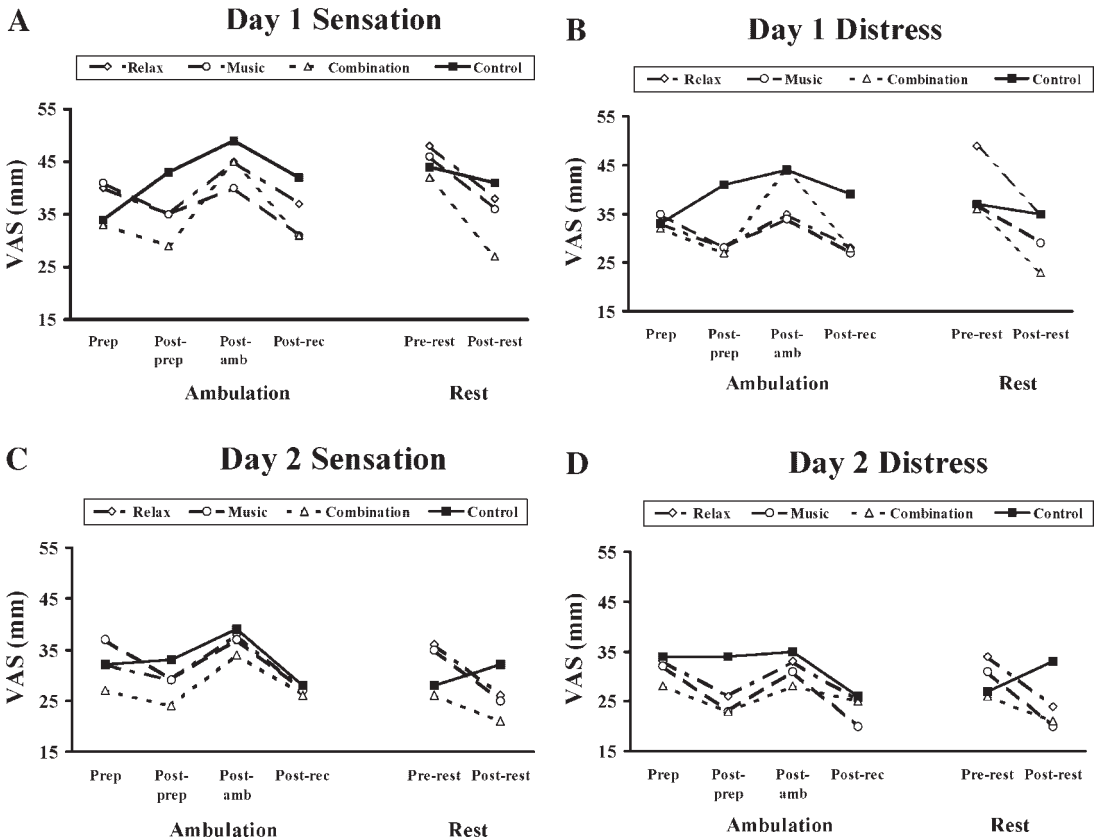 A
Day 1 Sensation
Relax Music Combination Control
55
45
35
25
15
VAS (mm)
Prep Post-prep Post-amb Post-rec Pre-rest Post-rest
Ambulation Rest
B
Day 1 Distress
Relax Music Combination Control
55
45
35
25
15
VAS (mm)
Prep Post-prep Post-amb Post-rec Pre-rest Post-rest
Ambulation Rest
C
Day 2 Sensation
Relax Music Combination Control
55
45
35
25
15
VAS (mm)
Prep Post-prep Post-amb Post-rec Pre-rest Post-rest
Ambulation Rest
D
Day 2 Distress
Relax Music Combination Control
55
45
35
25
15
VAS (mm)
Prep Post-prep Post-amb Post-rec Pre-rest Post-rest
Ambulation Rest